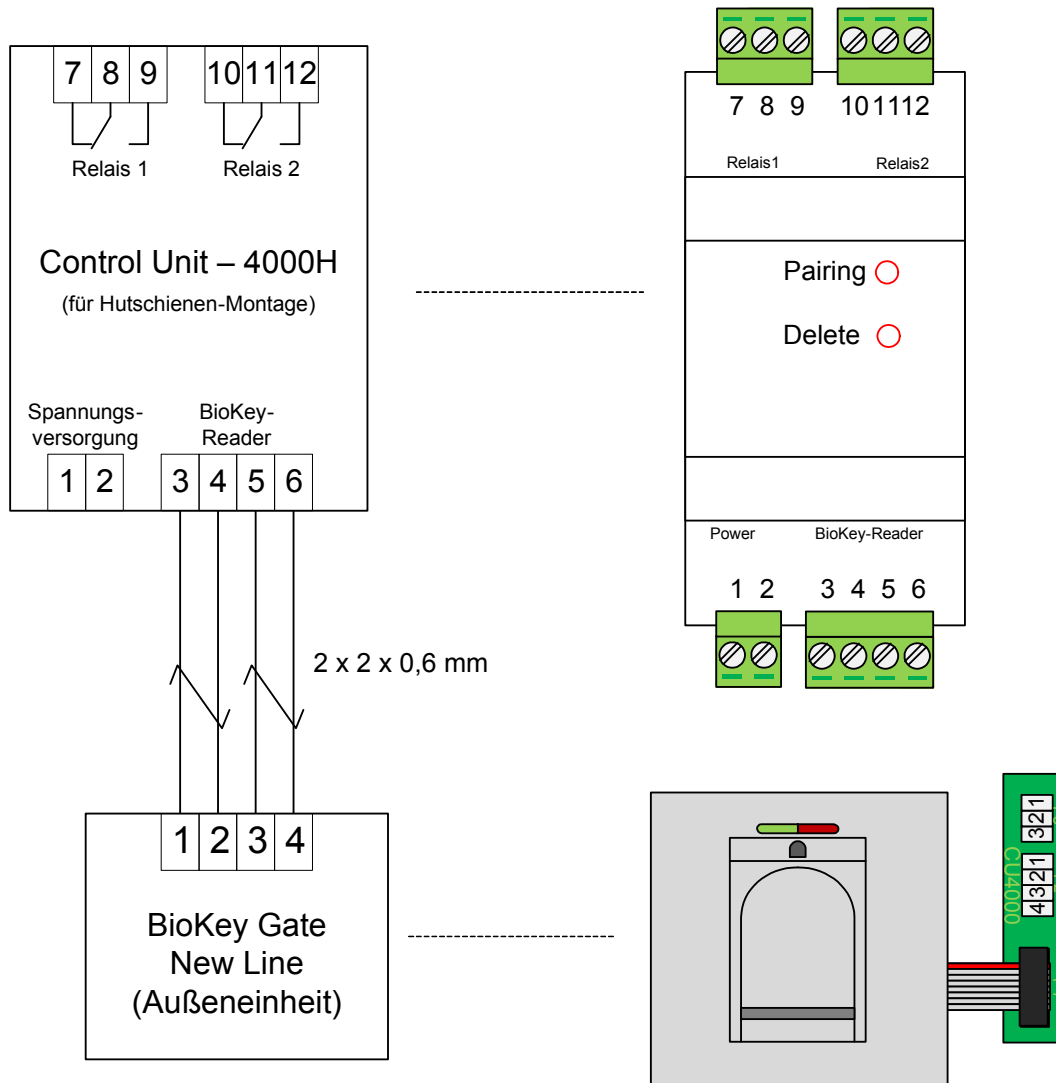 7 8 9 10 11 12
Relais 1 Relais 2
Control Unit – 4000H
(für Hutschienen-Montage)
Spannungs-
versorgung
BioKey-
Reader
1 2 3 4 5 6
2 x 2 x 0,6 mm
1 2 3 4
BioKey Gate
New Line
(Außeneinheit)
7 8 9 10 11 12
Relais1 Relais2
Pairing
Delete
Power BioKey-Reader
1 2 3 4 5 6
3 2 1
4 3 2 1
CU4000